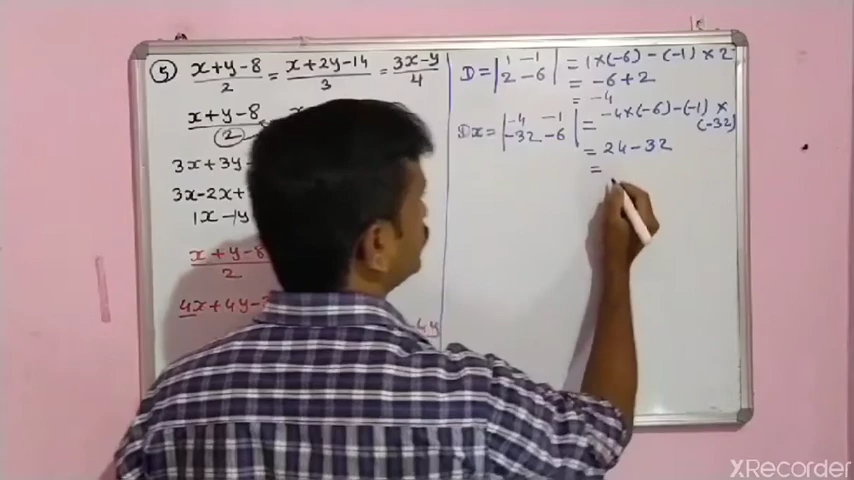 5 x+y-8/2 = x+2y-14/3 = 3x-y/4
x+y-8/2
3x+3y-
3x-2x+
1x-1y
x+y-8/2
4x+4y-
4y
D = | 1 -1 | = 1×(-6) - (-1) × 2
| 2 -6 | = -6+2
= -4
Dx = | -4 -1 | = -4×(-6) - (-1) ×
| -32 -6 | (-32)
= 24-32
=
XRecorder